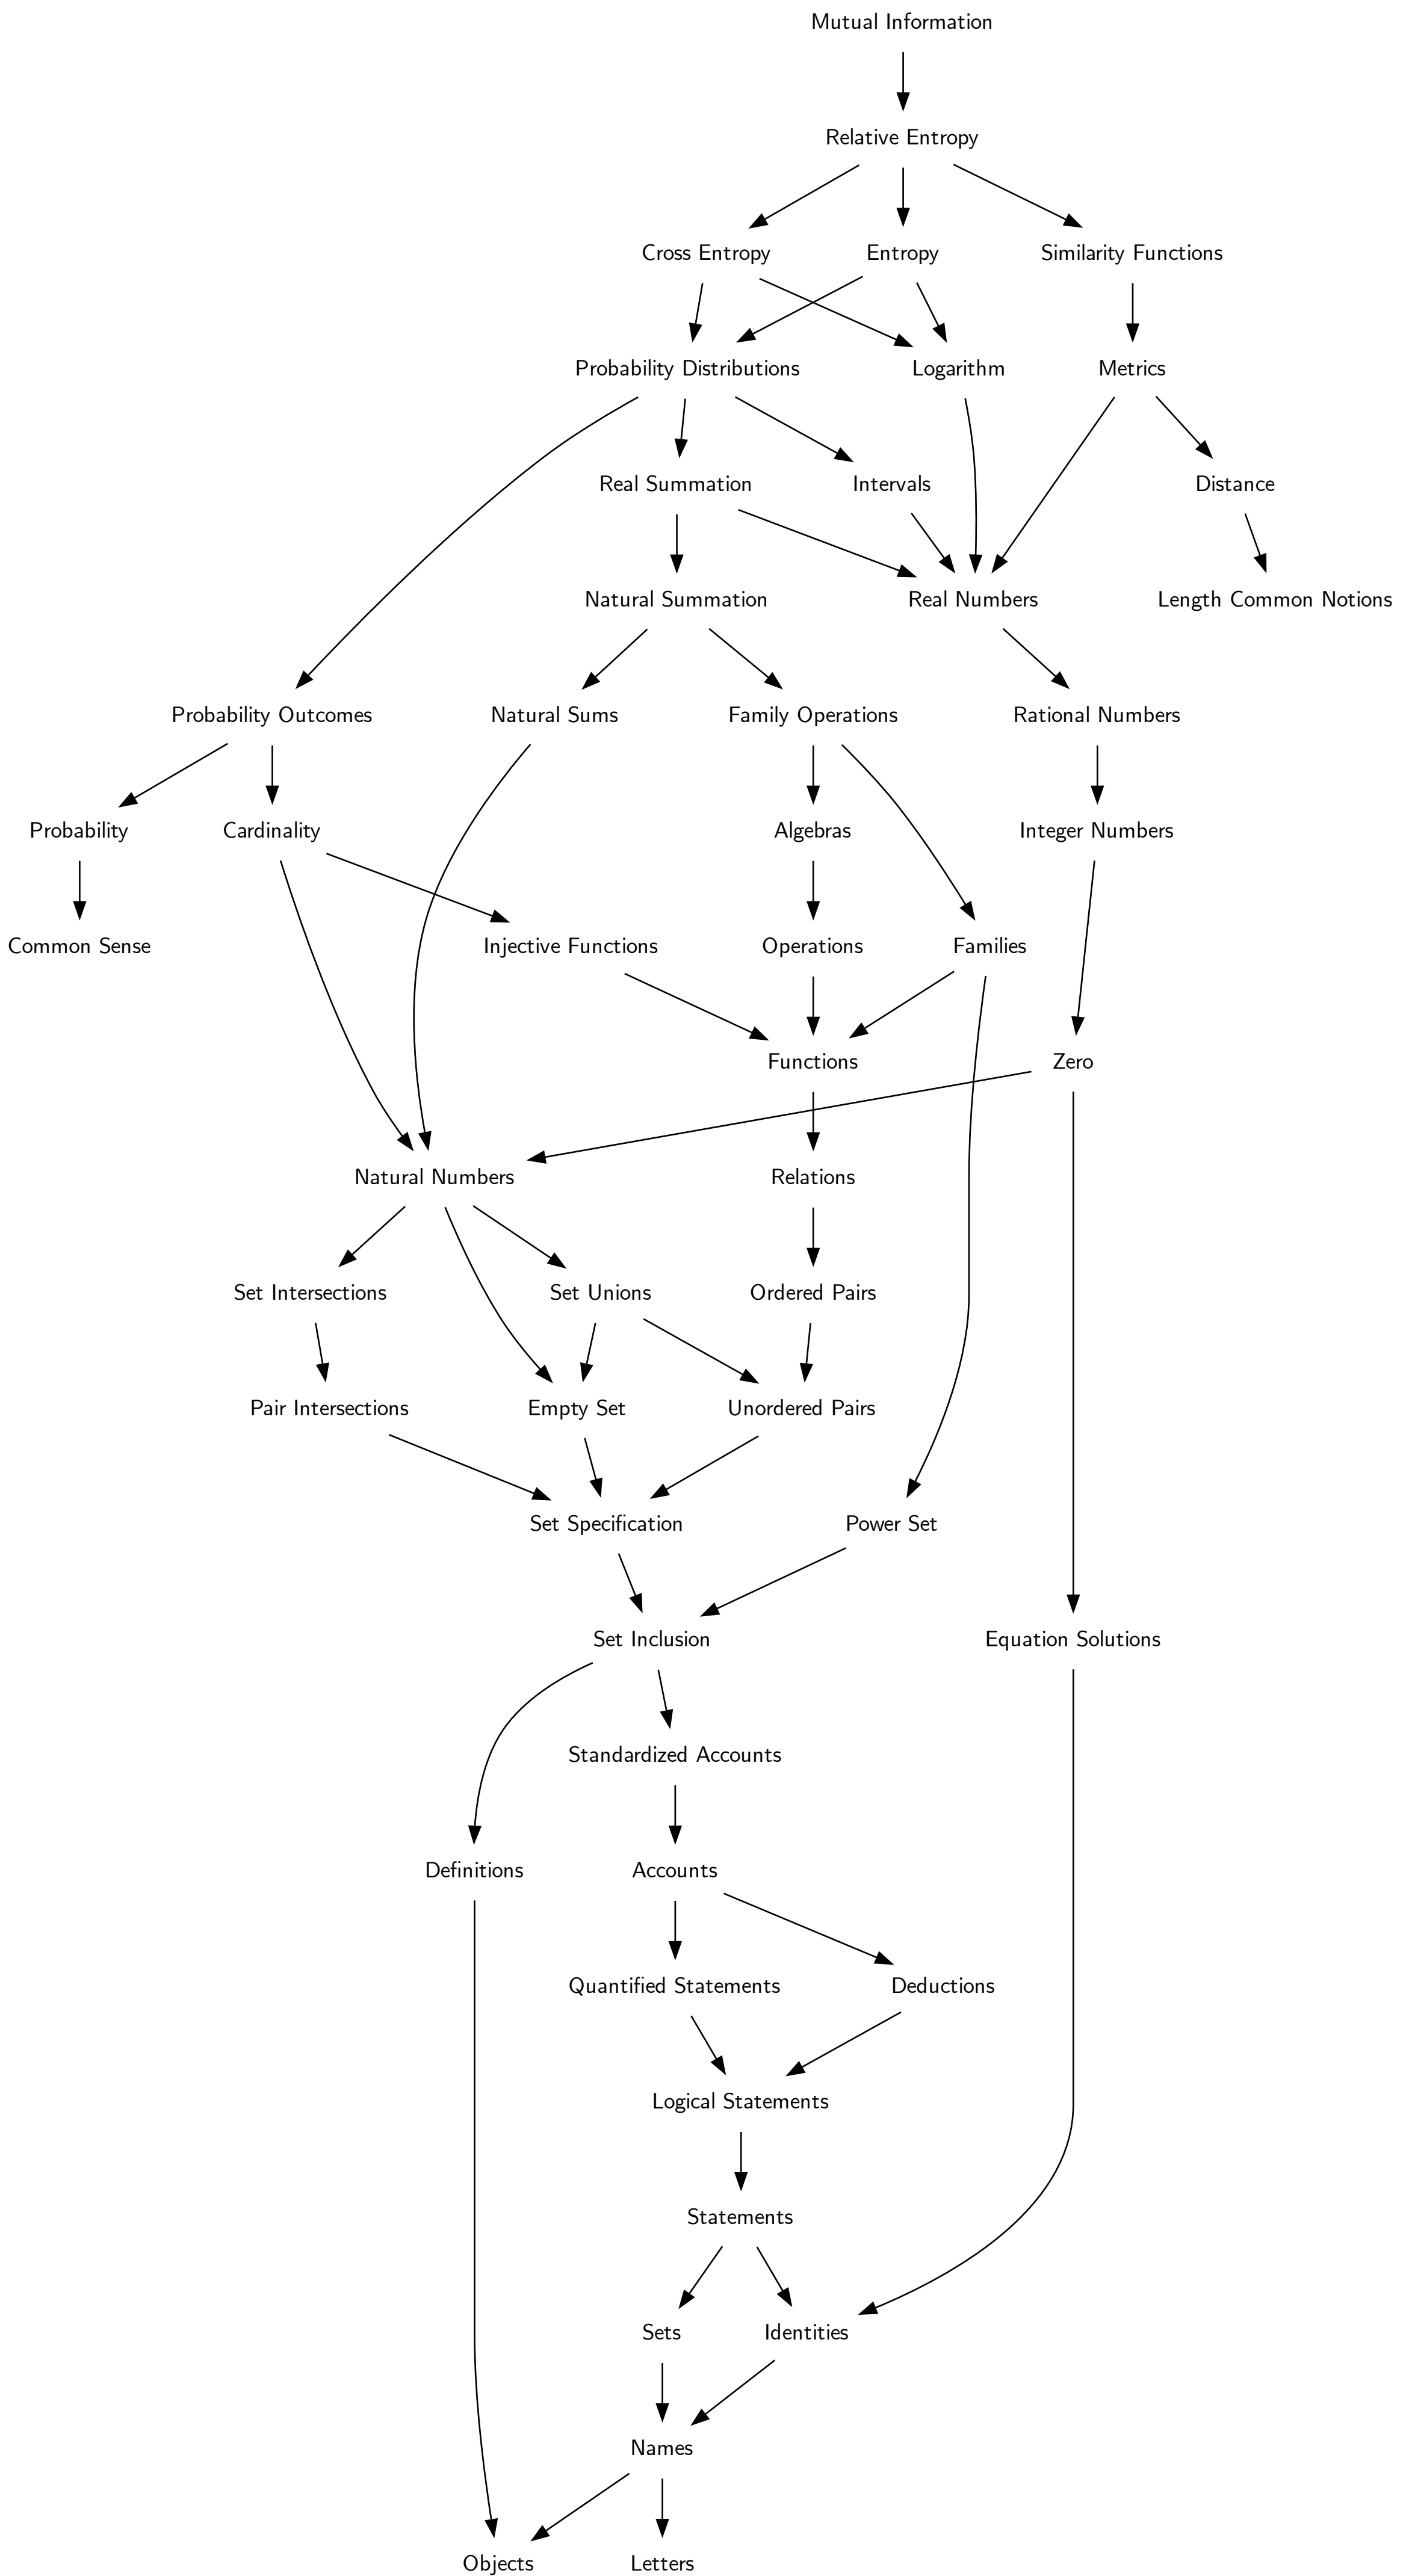 Mutual Information
Relative Entropy
Cross Entropy
Entropy
Similarity Functions
Probability Distributions
Logarithm
Metrics
Real Summation
Intervals
Distance
Natural Summation
Real Numbers
Length Common Notions
Probability Outcomes
Natural Sums
Family Operations
Rational Numbers
Probability
Cardinality
Algebras
Integer Numbers
Common Sense
Injective Functions
Operations
Families
Functions
Zero
Natural Numbers
Relations
Set Intersections
Set Unions
Ordered Pairs
Pair Intersections
Empty Set
Unordered Pairs
Set Specification
Power Set
Set Inclusion
Equation Solutions
Standardized Accounts
Definitions
Accounts
Quantified Statements
Deductions
Logical Statements
Statements
Sets
Identities
Names
Objects
Letters